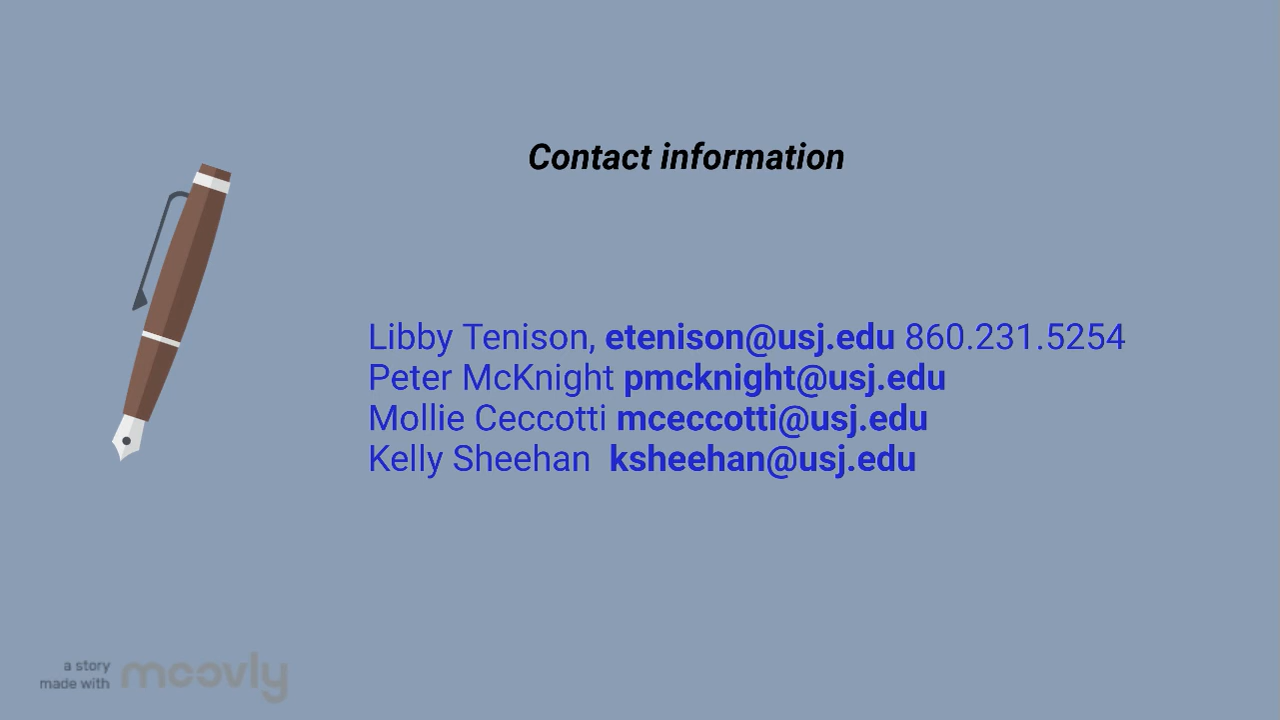 Contact information
Libby Tenison, etenison@usj.edu 860.231.5254
Peter McKnight pmcknight@usj.edu
Mollie Ceccotti mceccotti@usj.edu
Kelly Sheehan  ksheehan@usj.edu
a story
made with
moovly